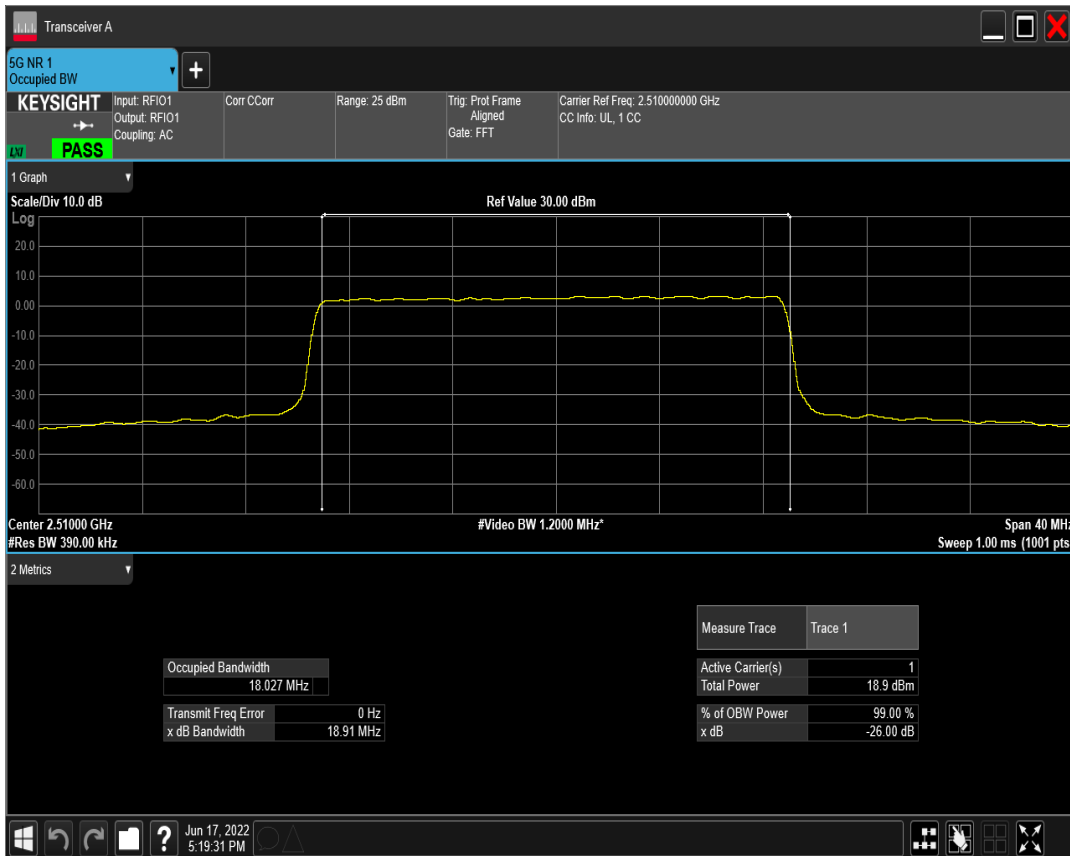 Transceiver A
5G NR 1
Occupied BW
+
KEYSIGHT
LXI
PASS
Input: RFIO1
Output: RFIO1
Coupling: AC
Corr CCorr
Range: 25 dBm
Trig: Prot Frame
Aligned
Gate: FFT
Carrier Ref Freq: 2.510000000 GHz
CC Info: UL, 1 CC
1 Graph
Scale/Div 10.0 dB
Ref Value 30.00 dBm
Log
20.0
10.0
0.00
-10.0
-20.0
-30.0
-40.0
-50.0
-60.0
Center 2.51000 GHz
#Video BW 1.2000 MHz*
Span 40 MHz
#Res BW 390.00 kHz
Sweep 1.00 ms (1001 pts
2 Metrics
Measure Trace Trace 1
Occupied Bandwidth
18.027 MHz
Active Carrier(s) 1
Total Power 18.9 dBm
Transmit Freq Error 0 Hz
x dB Bandwidth 18.91 MHz
% of OBW Power 99.00 %
x dB -26.00 dB
?
Jun 17, 2022
5:19:31 PM